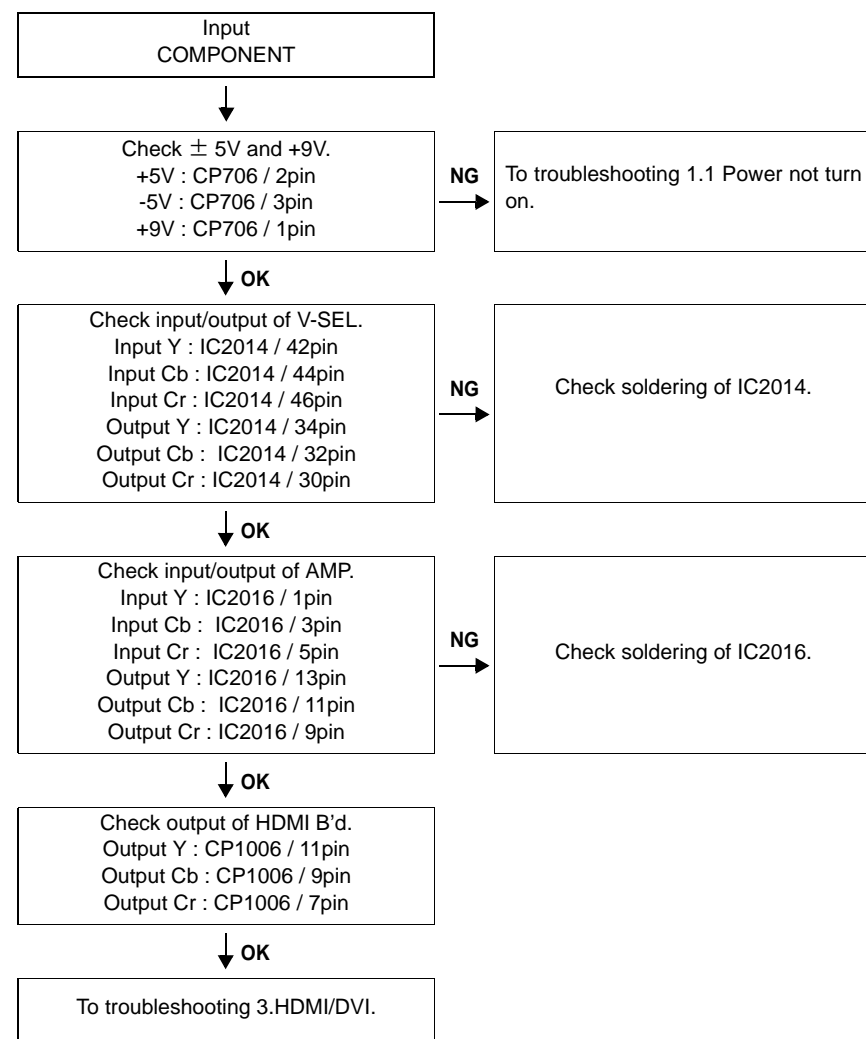 Input
COMPONENT
Check ± 5V and +9V.
+5V : CP706 / 2pin
-5V : CP706 / 3pin
+9V : CP706 / 1pin
NG
To troubleshooting 1.1 Power not turn
on.
OK
Check input/output of V-SEL.
Input Y : IC2014 / 42pin
Input Cb : IC2014 / 44pin
Input Cr : IC2014 / 46pin
Output Y : IC2014 / 34pin
Output Cb :  IC2014 / 32pin
Output Cr : IC2014 / 30pin
NG
Check soldering of IC2014.
OK
Check input/output of AMP.
Input Y : IC2016 / 1pin
Input Cb :  IC2016 / 3pin
Input Cr :  IC2016 / 5pin
Output Y : IC2016 / 13pin
Output Cb :  IC2016 / 11pin
Output Cr : IC2016 / 9pin
NG
Check soldering of IC2016.
OK
Check output of HDMI B'd.
Output Y : CP1006 / 11pin
Output Cb : CP1006 / 9pin
Output Cr : CP1006 / 7pin
OK
To troubleshooting 3.HDMI/DVI.